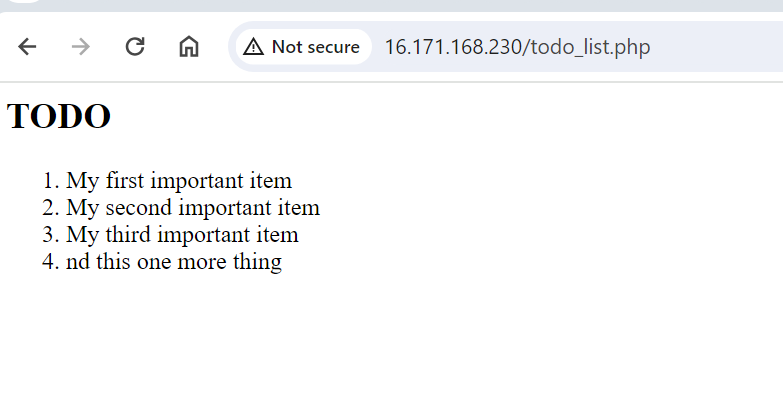 Not secure 16.171.168.230/todo_list.php
TODO
1. My first important item
2. My second important item
3. My third important item
4. nd this one more thing